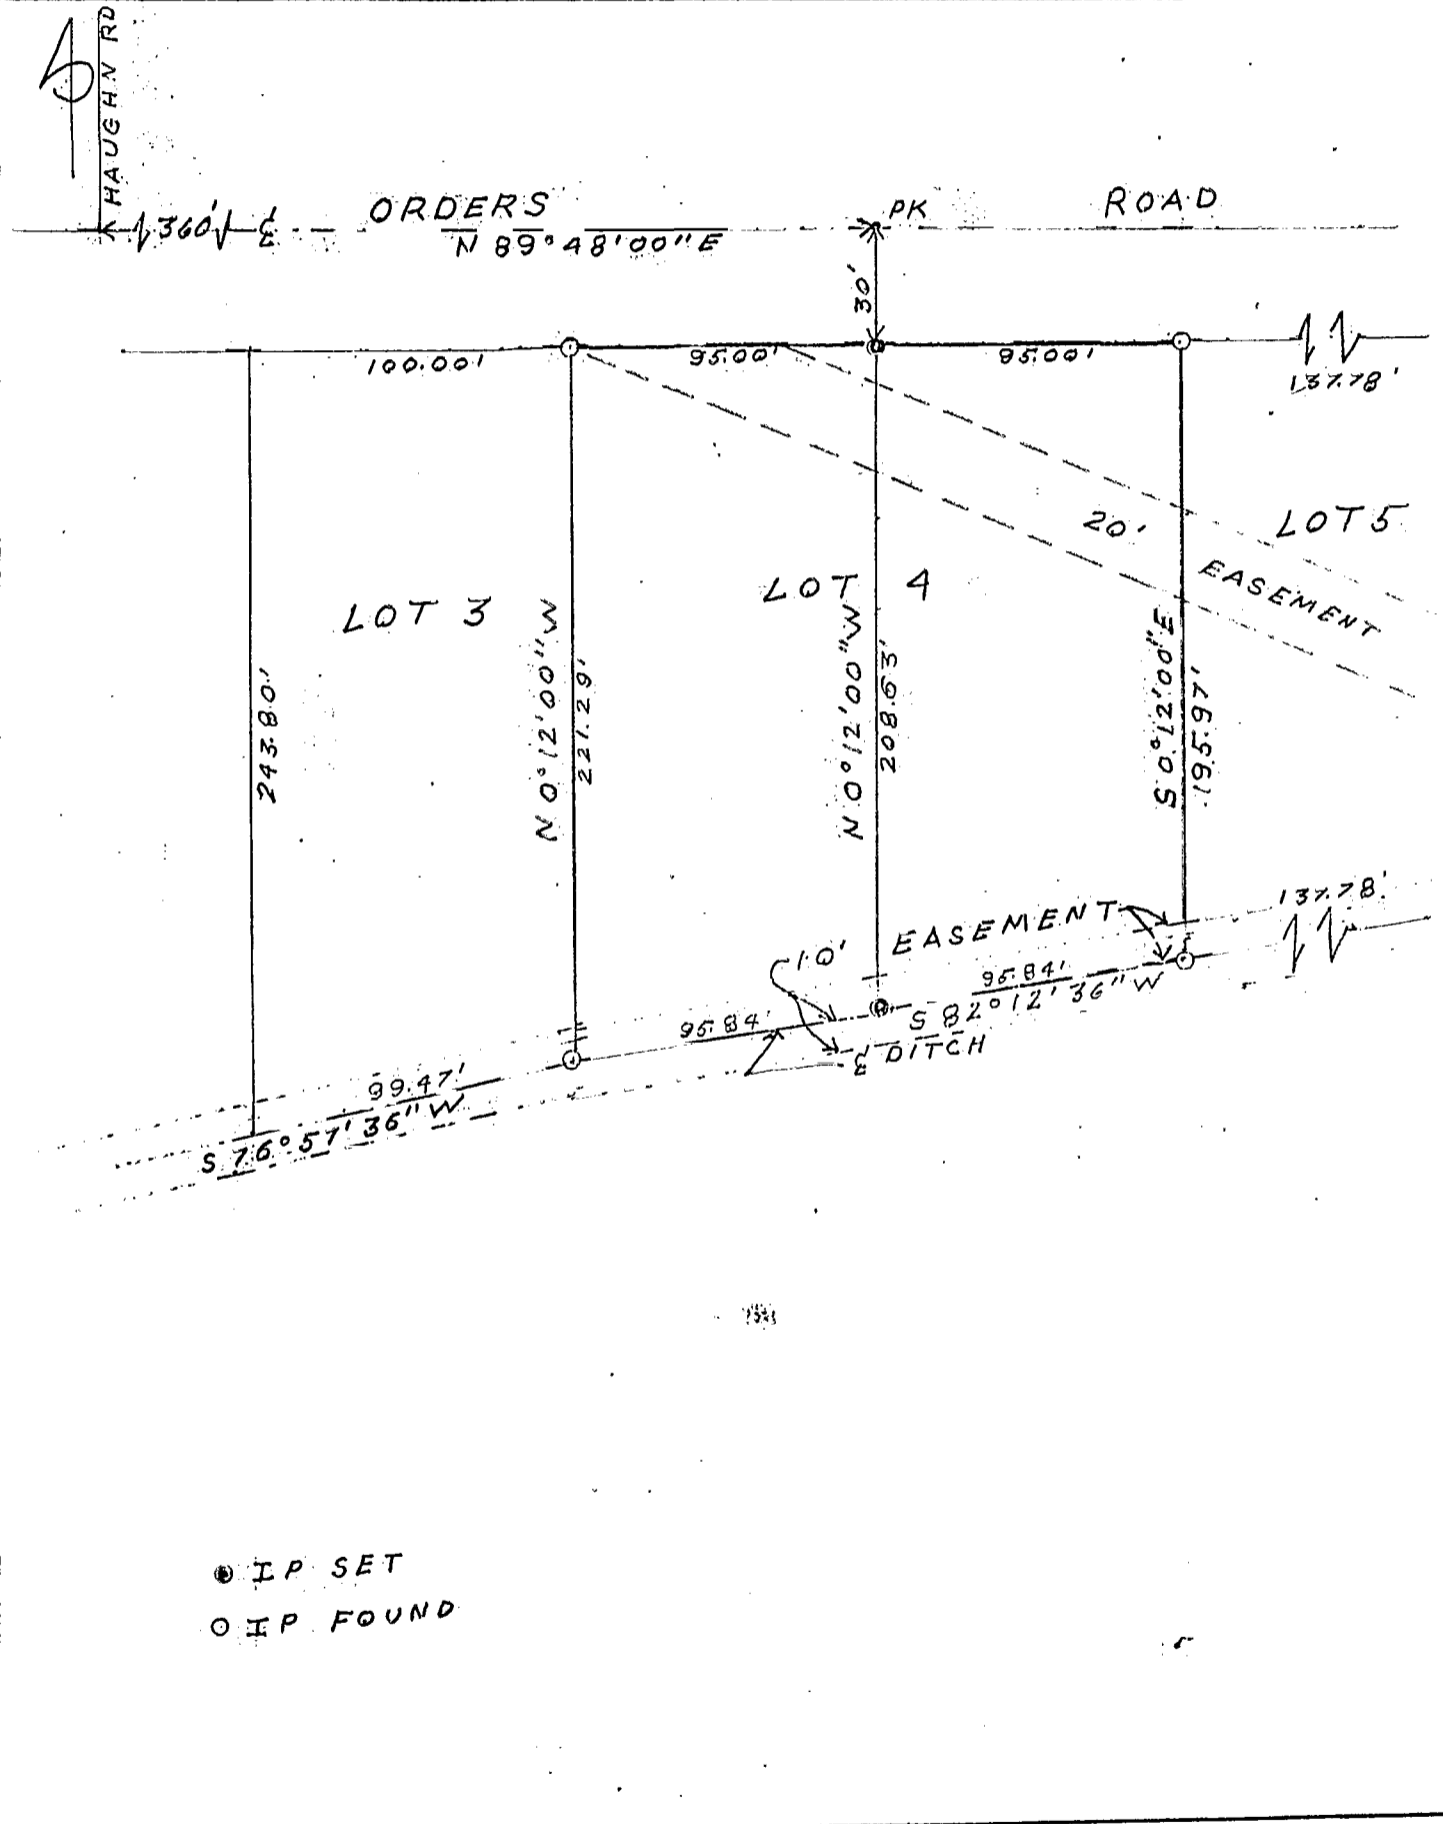 HAUGHN RD
360'
℄
ORDERS
ROAD
PK
N 89° 48' 00" E
30'
100.00'
95.00'
95.00'
137.78'
20'
EASEMENT
LOT 3
LOT 4
LOT 5
243.80'
N 0° 12' 00" W
221.29'
N 0° 12' 00" W
208.63'
S 0° 12' 00" E
195.97'
EASEMENT
137.78'
10'
99.47'
S 76° 57' 36" W
95.84'
95.84'
S 82° 12' 36" W
℄ DITCH
IP SET
IP FOUND